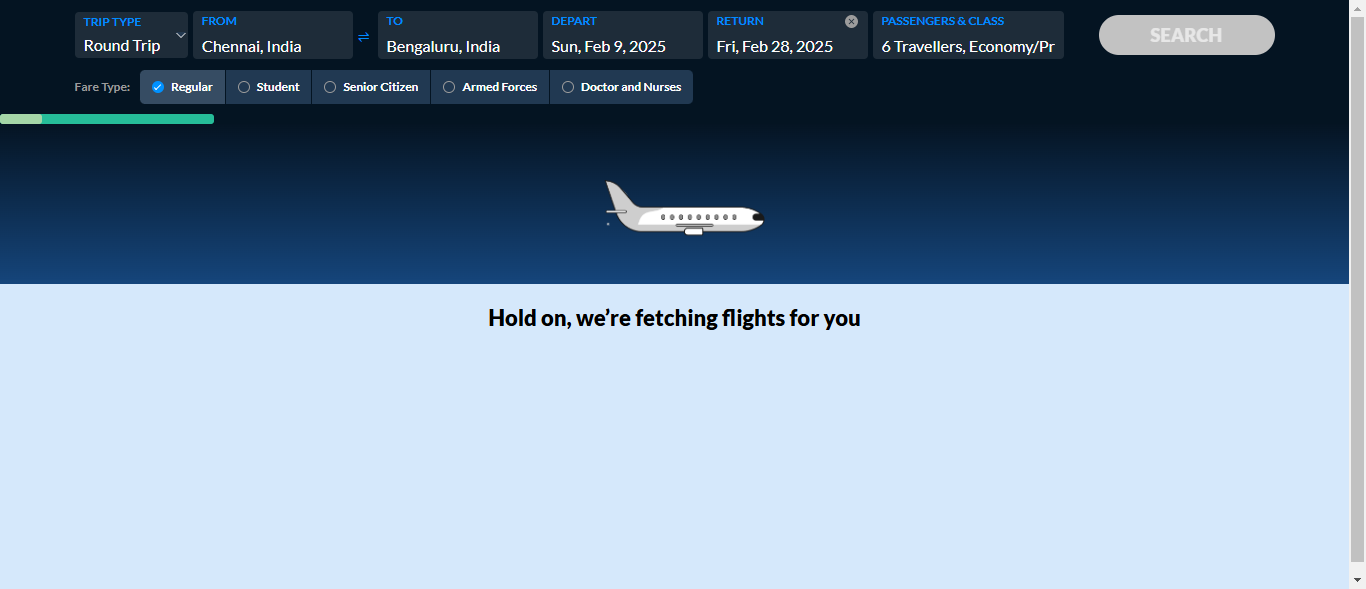 TRIP TYPE
Round Trip
FROM
Chennai, India
TO
Bengaluru, India
DEPART
Sun, Feb 9, 2025
RETURN
Fri, Feb 28, 2025
PASSENGERS & CLASS
6 Travellers, Economy/Pr
SEARCH
Fare Type: Regular Student Senior Citizen Armed Forces Doctor and Nurses
Hold on, we’re fetching flights for you